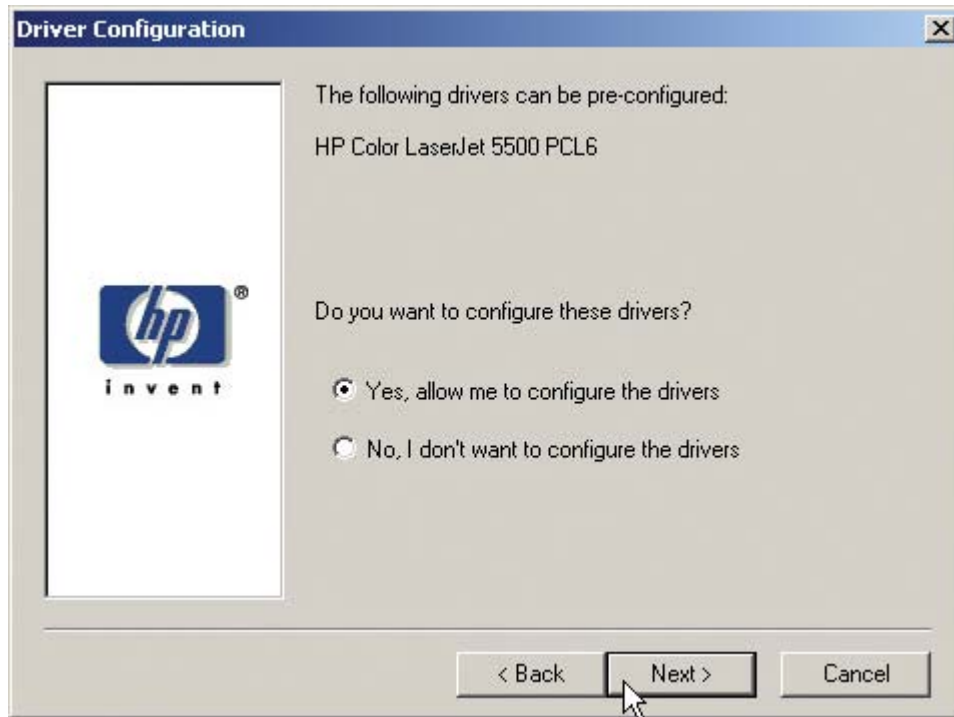 Driver Configuration
The following drivers can be pre-configured:
HP Color LaserJet 5500 PCL6
hp ®
invent
Do you want to configure these drivers?
Yes, allow me to configure the drivers
No, I don't want to configure the drivers
< Back
Next >
Cancel